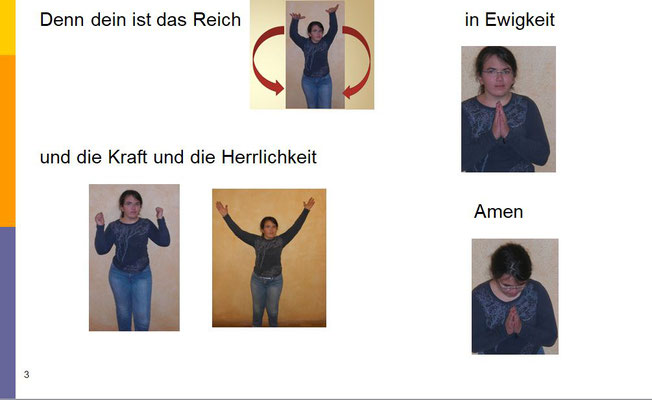 Denn dein ist das Reich
in Ewigkeit
und die Kraft und die Herrlichkeit
Amen
3